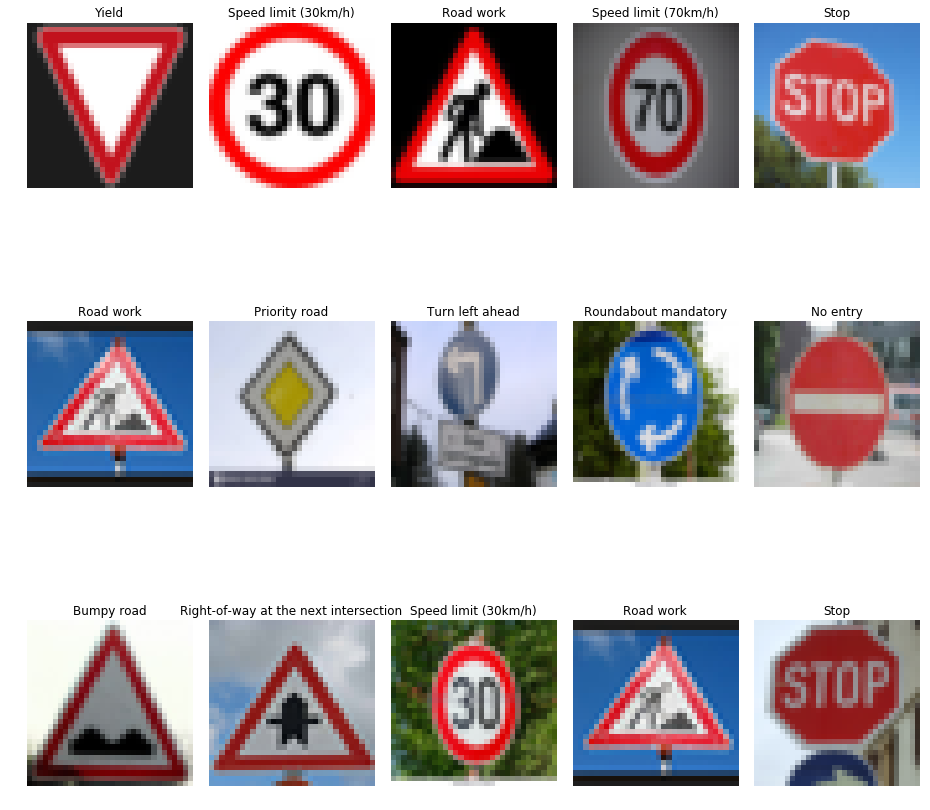 Yield
Speed limit (30km/h)
Road work
Speed limit (70km/h)
Stop
30
70
STOP
Road work
Priority road
Turn left ahead
Roundabout mandatory
No entry
Bumpy road
Right-of-way at the next intersection
Speed limit (30km/h)
Road work
Stop
30
STOP